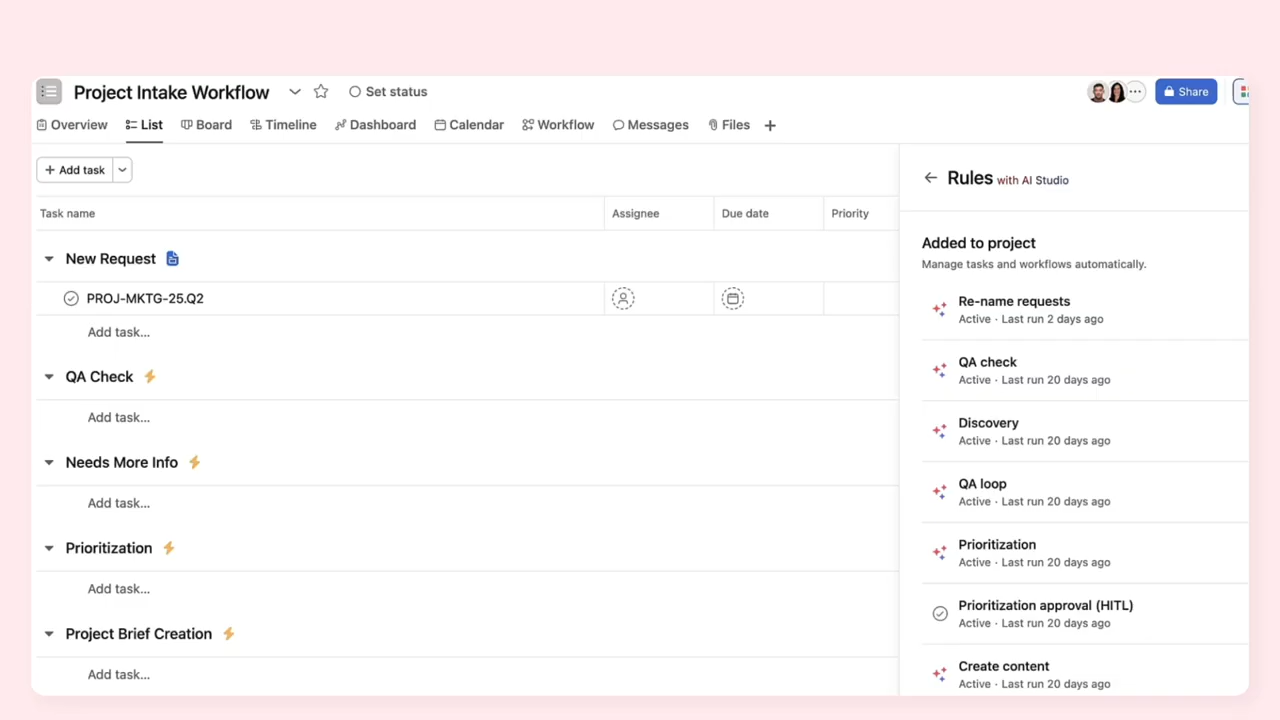 Project Intake Workflow
Set status
Share
Overview
List
Board
Timeline
Dashboard
Calendar
Workflow
Messages
Files
Add task
Task name
Assignee
Due date
Priority
New Request
PROJ-MKTG-25.Q2
Add task...
QA Check
Add task...
Needs More Info
Add task...
Prioritization
Add task...
Project Brief Creation
Add task...
Rules with AI Studio
Added to project
Manage tasks and workflows automatically.
Re-name requests
Active · Last run 2 days ago
QA check
Active · Last run 20 days ago
Discovery
Active · Last run 20 days ago
QA loop
Active · Last run 20 days ago
Prioritization
Active · Last run 20 days ago
Prioritization approval (HITL)
Active · Last run 20 days ago
Create content
Active · Last run 20 days ago